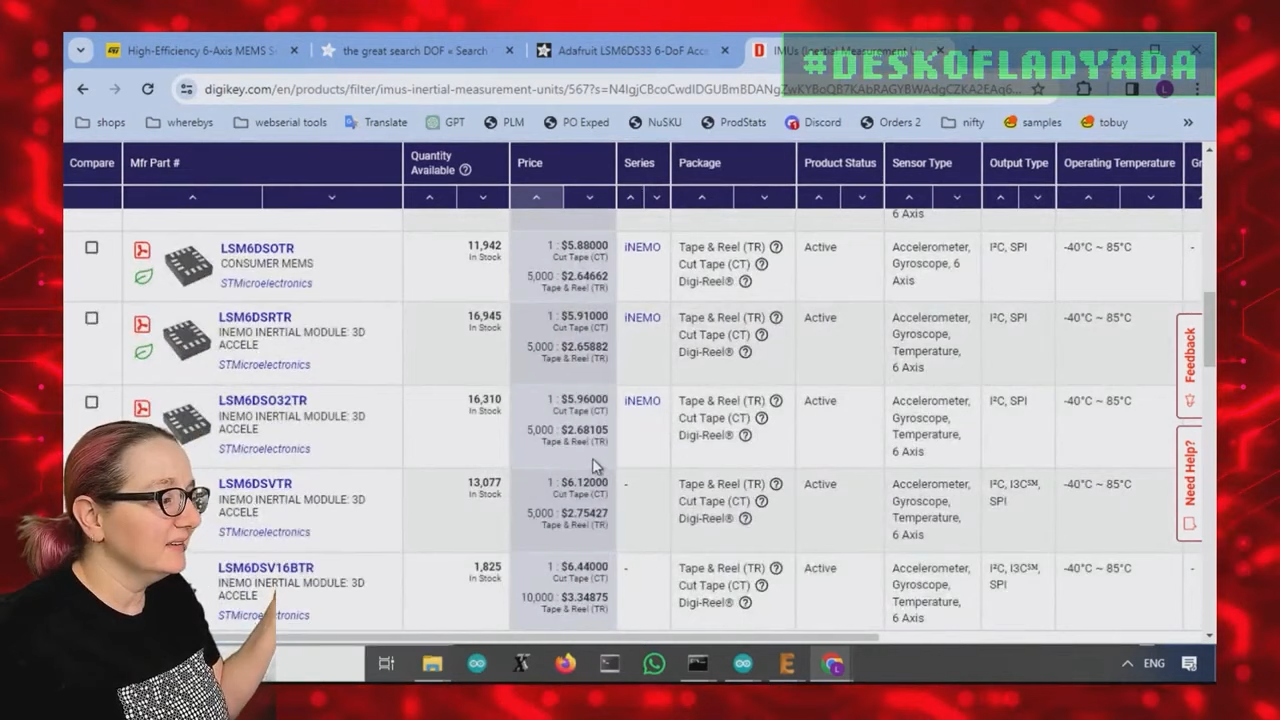 #DESKOFLADYADA
High-Efficiency 6-Axis MEMS S
the great search DOF « Search
Adafruit LSM6DS33 6-DoF Acc
IMUs (Inertial Measurement U
digikey.com/en/products/filter/imus-inertial-measurement-units/567?s=
shops
wherebys
webserial tools
Translate
GPT
PLM
PO Exped
NuSKU
ProdStats
Discord
Orders 2
nifty
samples
tobuy
Compare
Mfr Part #
Quantity
Available
Price
Series
Package
Product Status
Sensor Type
Output Type
Operating Temperature
6 Axis
LSM6DSOTR
CONSUMER MEMS
STMicroelectronics
11,942
In Stock
1 : $5.88000
Cut Tape (CT)
5,000 : $2.64662
Tape & Reel (TR)
iNEMO
Tape & Reel (TR)
Cut Tape (CT)
Digi-Reel®
Active
Accelerometer,
Gyroscope, 6
Axis
I²C, SPI
-40°C ~ 85°C
-
LSM6DSRTR
INEMO INERTIAL MODULE: 3D
ACCELE
STMicroelectronics
16,945
In Stock
1 : $5.91000
Cut Tape (CT)
5,000 : $2.65882
Tape & Reel (TR)
iNEMO
Tape & Reel (TR)
Cut Tape (CT)
Digi-Reel®
Active
Accelerometer,
Gyroscope,
Temperature,
6 Axis
I²C, SPI
-40°C ~ 85°C
-
LSM6DSO32TR
INEMO INERTIAL MODULE: 3D
ACCELE
STMicroelectronics
16,310
In Stock
1 : $5.96000
Cut Tape (CT)
5,000 : $2.68105
Tape & Reel (TR)
iNEMO
Tape & Reel (TR)
Cut Tape (CT)
Digi-Reel®
Active
Accelerometer,
Gyroscope,
Temperature,
6 Axis
I²C, SPI
-40°C ~ 85°C
LSM6DSVTR
INEMO INERTIAL MODULE: 3D
ACCELE
STMicroelectronics
13,077
In Stock
1 : $6.12000
Cut Tape (CT)
5,000 : $2.75427
Tape & Reel (TR)
-
Tape & Reel (TR)
Cut Tape (CT)
Digi-Reel®
Active
Accelerometer,
Gyroscope,
Temperature,
6 Axis
I²C, I3C℠,
SPI
-40°C ~ 85°C
LSM6DSV16BTR
INEMO INERTIAL MODULE: 3D
ACCELE
STMicroelectronics
1,825
In Stock
1 : $6.44000
Cut Tape (CT)
10,000 : $3.34875
Tape & Reel (TR)
-
Tape & Reel (TR)
Cut Tape (CT)
Digi-Reel®
Active
Accelerometer,
Gyroscope,
Temperature,
6 Axis
I²C, I3C℠,
SPI
-40°C ~ 85°C
Feedback
Need Help?
ENG